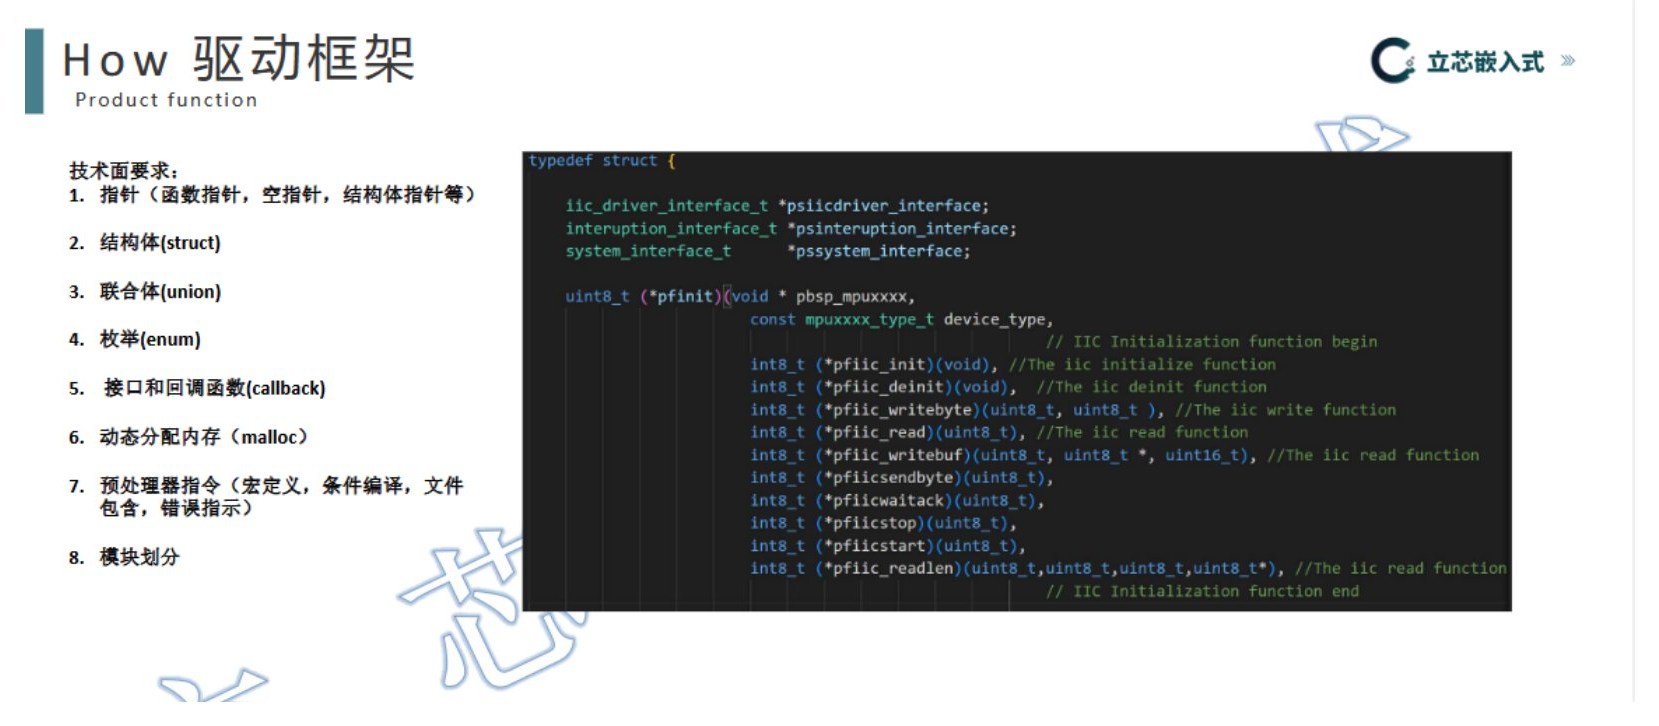 How 驱动框架
Product function
立芯嵌入式
技术面要求：
1. 指针（函数指针，空指针，结构体指针等）
2. 结构体(struct)
3. 联合体(union)
4. 枚举(enum)
5. 接口和回调函数(callback)
6. 动态分配内存（malloc）
7. 预处理器指令（宏定义，条件编译，文件
包含，错误指示）
8. 模块划分
typedef struct {
iic_driver_interface_t *psiicdriver_interface;
interuption_interface_t *psinteruption_interface;
system_interface_t *pssystem_interface;
uint8_t (*pfinit)(void * pbsp_mpuxxxx,
const mpuxxxx_type_t device_type,
// IIC Initialization function begin
int8_t (*pfiic_init)(void), //The iic initialize function
int8_t (*pfiic_deinit)(void), //The iic deinit function
int8_t (*pfiic_writebyte)(uint8_t, uint8_t ), //The iic write function
int8_t (*pfiic_read)(uint8_t), //The iic read function
int8_t (*pfiic_writebuf)(uint8_t, uint8_t *, uint16_t), //The iic read function
int8_t (*pfiicsendbyte)(uint8_t),
int8_t (*pfiicwaitack)(uint8_t),
int8_t (*pfiicstop)(uint8_t),
int8_t (*pfiicstart)(uint8_t),
int8_t (*pfiic_readlen)(uint8_t,uint8_t,uint8_t,uint8_t*), //The iic read function
// IIC Initialization function end
芯